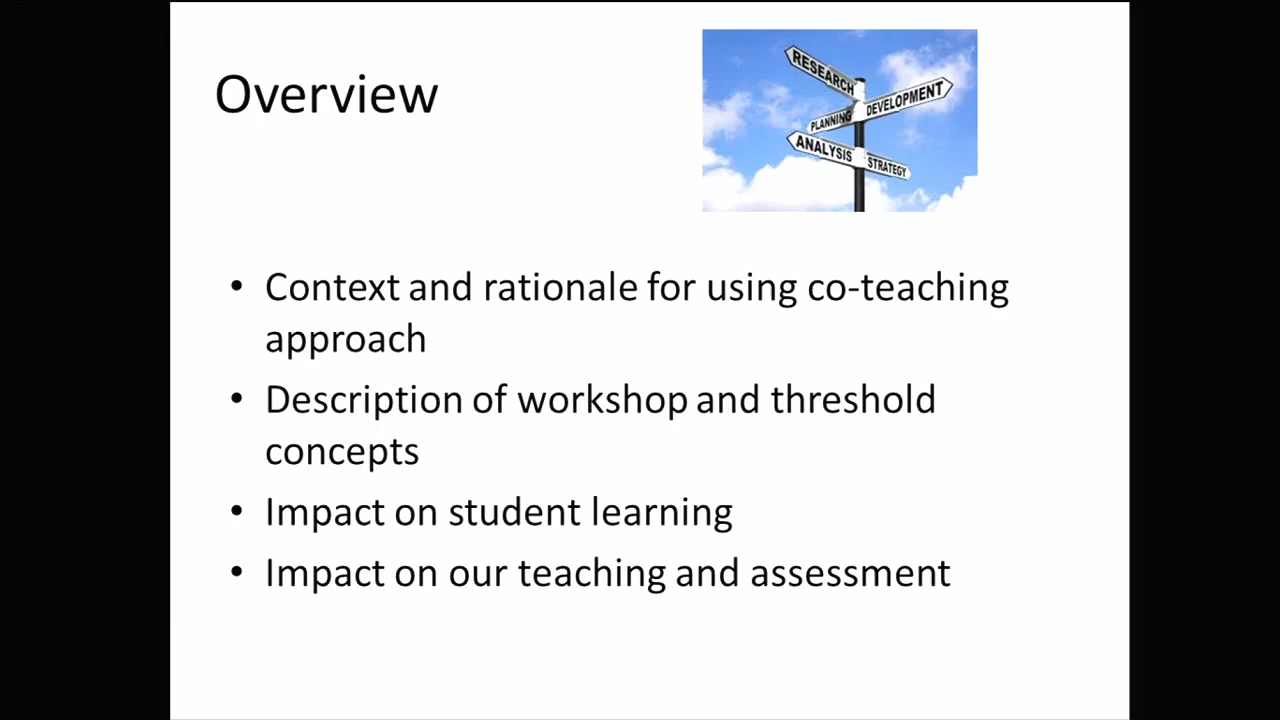 Overview
RESEARCH
DEVELOPMENT
PLANNING
ANALYSIS
STRATEGY
• Context and rationale for using co-teaching
approach
• Description of workshop and threshold
concepts
• Impact on student learning
• Impact on our teaching and assessment